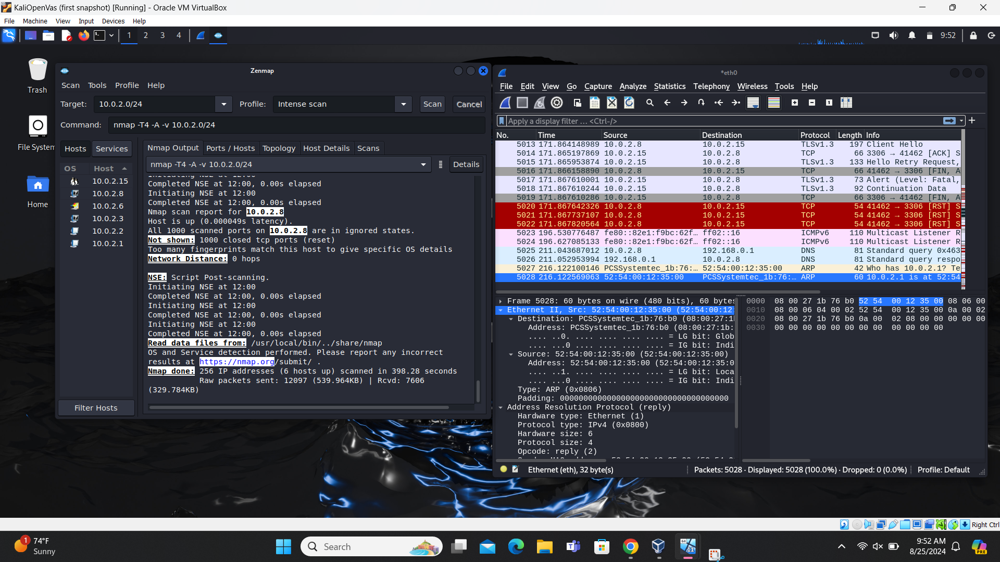 KaliOpenVas (first snapshot) [Running] - Oracle VM VirtualBox
File Machine View Input Devices Help
1 2 3 4 9:52
Trash
File System
Home
Zenmap
Scan Tools Profile Help
Target: 10.0.2.0/24 Profile: Intense scan Scan Cancel
Command: nmap -T4 -A -v 10.0.2.0/24
Hosts Services
Nmap Output Ports / Hosts Topology Host Details Scans
OS Host
10.0.2.15
10.0.2.8
10.0.2.6
10.0.2.3
10.0.2.2
10.0.2.1
Filter Hosts
nmap -T4 -A -v 10.0.2.0/24 Details
Initiating NSE at 12:00
Completed NSE at 12:00, 0.00s elapsed
Initiating NSE at 12:00
Completed NSE at 12:00, 0.00s elapsed
Nmap scan report for 10.0.2.8
Host is up (0.000049s latency).
All 1000 scanned ports on 10.0.2.8 are in ignored states.
Not shown: 1000 closed tcp ports (reset)
Too many fingerprints match this host to give specific OS details
Network Distance: 0 hops
NSE: Script Post-scanning.
Initiating NSE at 12:00
Completed NSE at 12:00, 0.00s elapsed
Initiating NSE at 12:00
Completed NSE at 12:00, 0.00s elapsed
Initiating NSE at 12:00
Completed NSE at 12:00, 0.00s elapsed
Read data files from: /usr/local/bin/../share/nmap
OS and Service detection performed. Please report any incorrect
results at https://nmap.org/submit/ .
Nmap done: 256 IP addresses (6 hosts up) scanned in 398.28 seconds
Raw packets sent: 12097 (539.964KB) | Rcvd: 7606
(329.784KB)
*eth0
File Edit View Go Capture Analyze Statistics Telephony Wireless Tools Help
Apply a display filter … <Ctrl-/>
No. Time Source Destination Protocol Length Info
5013 171.864148989 10.0.2.8 10.0.2.15 TLSv1.3 197 Client Hello
5014 171.865197869 10.0.2.15 10.0.2.8 TCP 66 3306 → 41462 [ACK] S
5015 171.865953874 10.0.2.15 10.0.2.8 TLSv1.3 133 Hello Retry Request,
5016 171.866158890 10.0.2.8 10.0.2.15 TCP 66 41462 → 3306 [FIN, A
5017 171.867610001 10.0.2.15 10.0.2.8 TLSv1.3 73 Alert (Level: Fatal,
5018 171.867610244 10.0.2.15 10.0.2.8 TLSv1.3 92 Continuation Data
5019 171.867610286 10.0.2.15 10.0.2.8 TCP 66 3306 → 41462 [FIN, A
5020 171.867642326 10.0.2.8 10.0.2.15 TCP 54 41462 → 3306 [RST] S
5021 171.867737107 10.0.2.8 10.0.2.15 TCP 54 41462 → 3306 [RST] S
5022 171.867820564 10.0.2.8 10.0.2.15 TCP 54 41462 → 3306 [RST] S
5023 196.530776487 fe80::82e1:f9bc:62f… ff02::16 ICMPv6 110 Multicast Listener R
5024 196.627085133 fe80::82e1:f9bc:62f… ff02::16 ICMPv6 110 Multicast Listener R
5025 211.043687012 10.0.2.8 192.168.0.1 DNS 81 Standard query 0x463
5026 211.052953994 192.168.0.1 10.0.2.8 DNS 81 Standard query respo
5027 216.122100146 PCSSystemtec_1b:76:… 52:54:00:12:35:00 ARP 42 Who has 10.0.2.1? Te
5028 216.122569063 52:54:00:12:35:00 PCSSystemtec_1b:76:… ARP 60 10.0.2.1 is at 52:54
Frame 5028: 60 bytes on wire (480 bits), 60 bytes
Ethernet II, Src: 52:54:00:12:35:00 (52:54:00:12:
Destination: PCSSystemtec_1b:76:b0 (08:00:27:1
Address: PCSSystemtec_1b:76:b0 (08:00:27:1b:
.... ..0. .... .... .... .... = LG bit: Glob
.... ...0 .... .... .... .... = IG bit: Indi
Source: 52:54:00:12:35:00 (52:54:00:12:35:00)
Address: 52:54:00:12:35:00 (52:54:00:12:35:0
.... ..1. .... .... .... .... = LG bit: Loca
.... ...0 .... .... .... .... = IG bit: Indi
Type: ARP (0x0806)
Padding: 000000000000000000000000000000000000
Address Resolution Protocol (reply)
Hardware type: Ethernet (1)
Protocol type: IPv4 (0x0800)
Hardware size: 6
Protocol size: 4
Opcode: reply (2)
0000 08 00 27 1b 76 b0 52 54 00 12 35 00 08 06 00
0010 08 00 06 04 00 02 52 54 00 12 35 00 0a 00 02
0020 08 00 27 1b 76 b0 0a 00 02 08 00 00 00 00 00
0030 00 00 00 00 00 00 00 00 00 00 00 00
Ethernet (eth), 32 byte(s) Packets: 5028 · Displayed: 5028 (100.0%) · Dropped: 0 (0.0%) Profile: Default
Right Ctrl
1
74°F
Sunny
Search
64
11
9:52 AM
8/25/2024
PRE